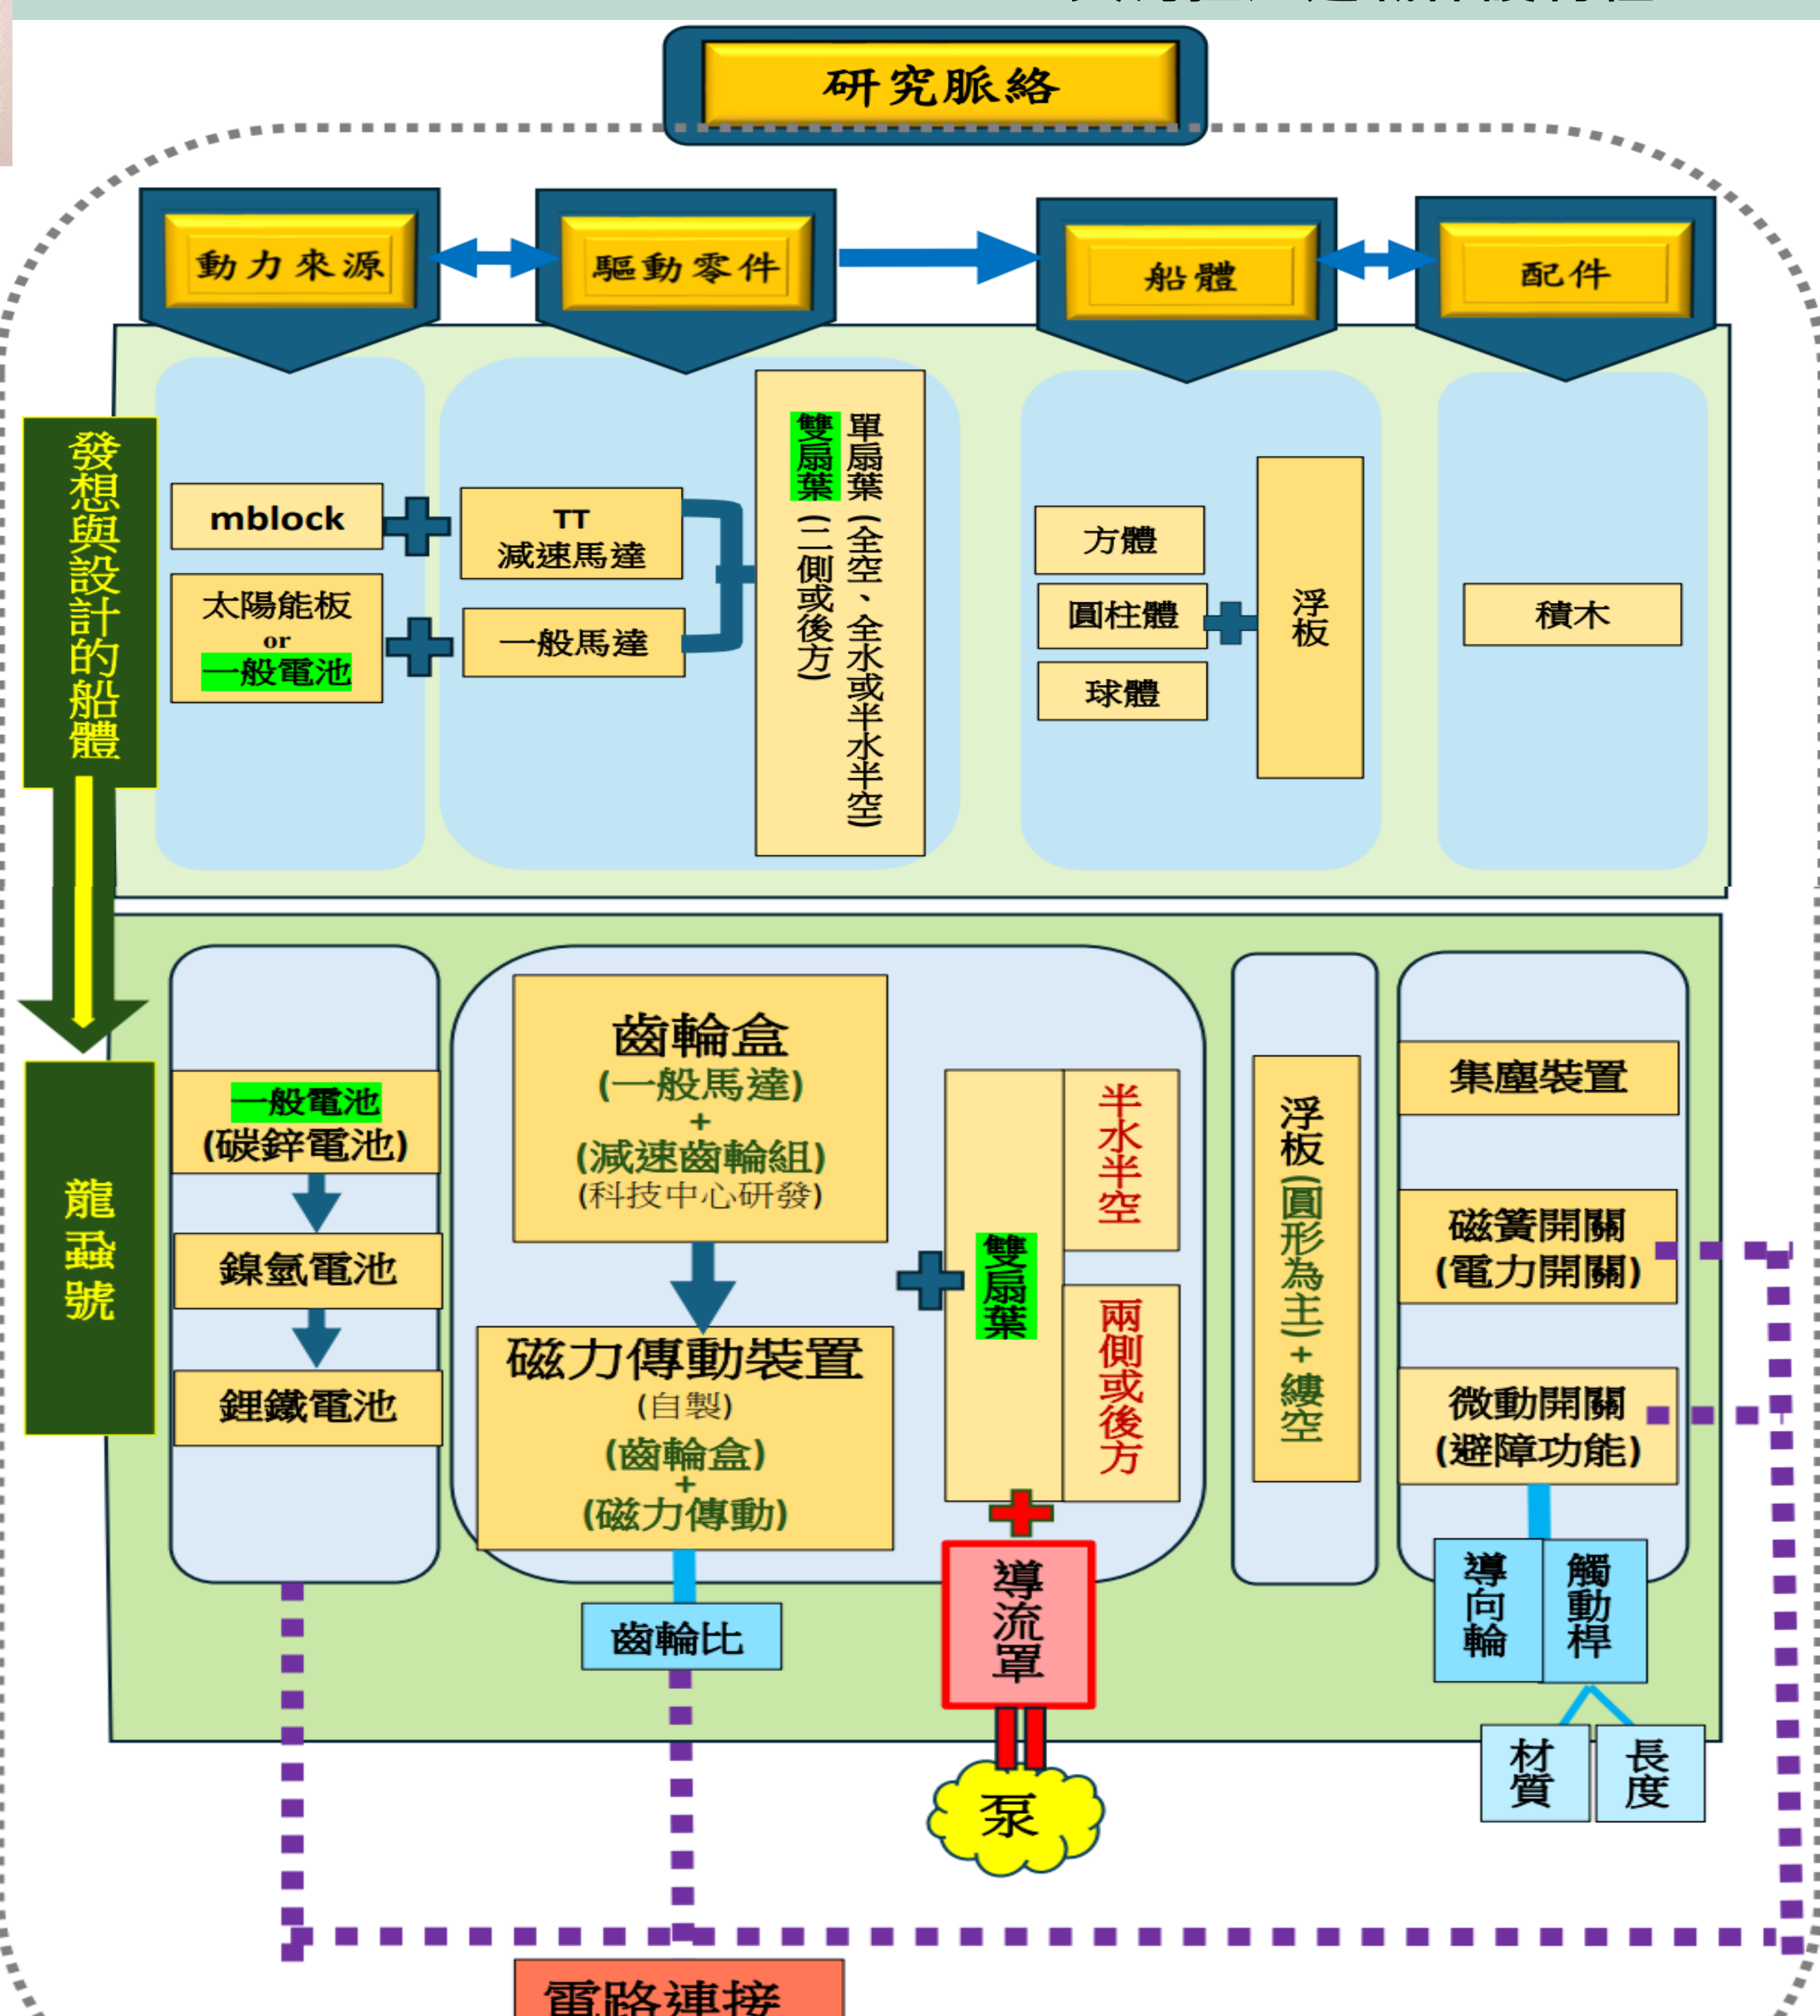 研究脈絡
動力來源
驅動零件
船體
配件
發想與設計的船體
mblock
TT
減速馬達
太陽能板
or
一般電池
一般馬達
單扇葉(全空、全水或半水半空)
雙扇葉(二側或後方)
方體
圓柱體
球體
浮板
積木
龍蝨號
一般電池
(碳鋅電池)
鎳氫電池
鋰鐵電池
齒輪盒
(一般馬達)
+
(減速齒輪組)
(科技中心研發)
磁力傳動裝置
(自製)
(齒輪盒)
+
(磁力傳動)
齒輪比
雙扇葉
半水半空
兩側或後方
導流罩
泵
浮板(圓形為主)+縷空
集塵裝置
磁簧開關
(電力開關)
微動開關
(避障功能)
導向輪
觸動桿
材質
長度
電路連接